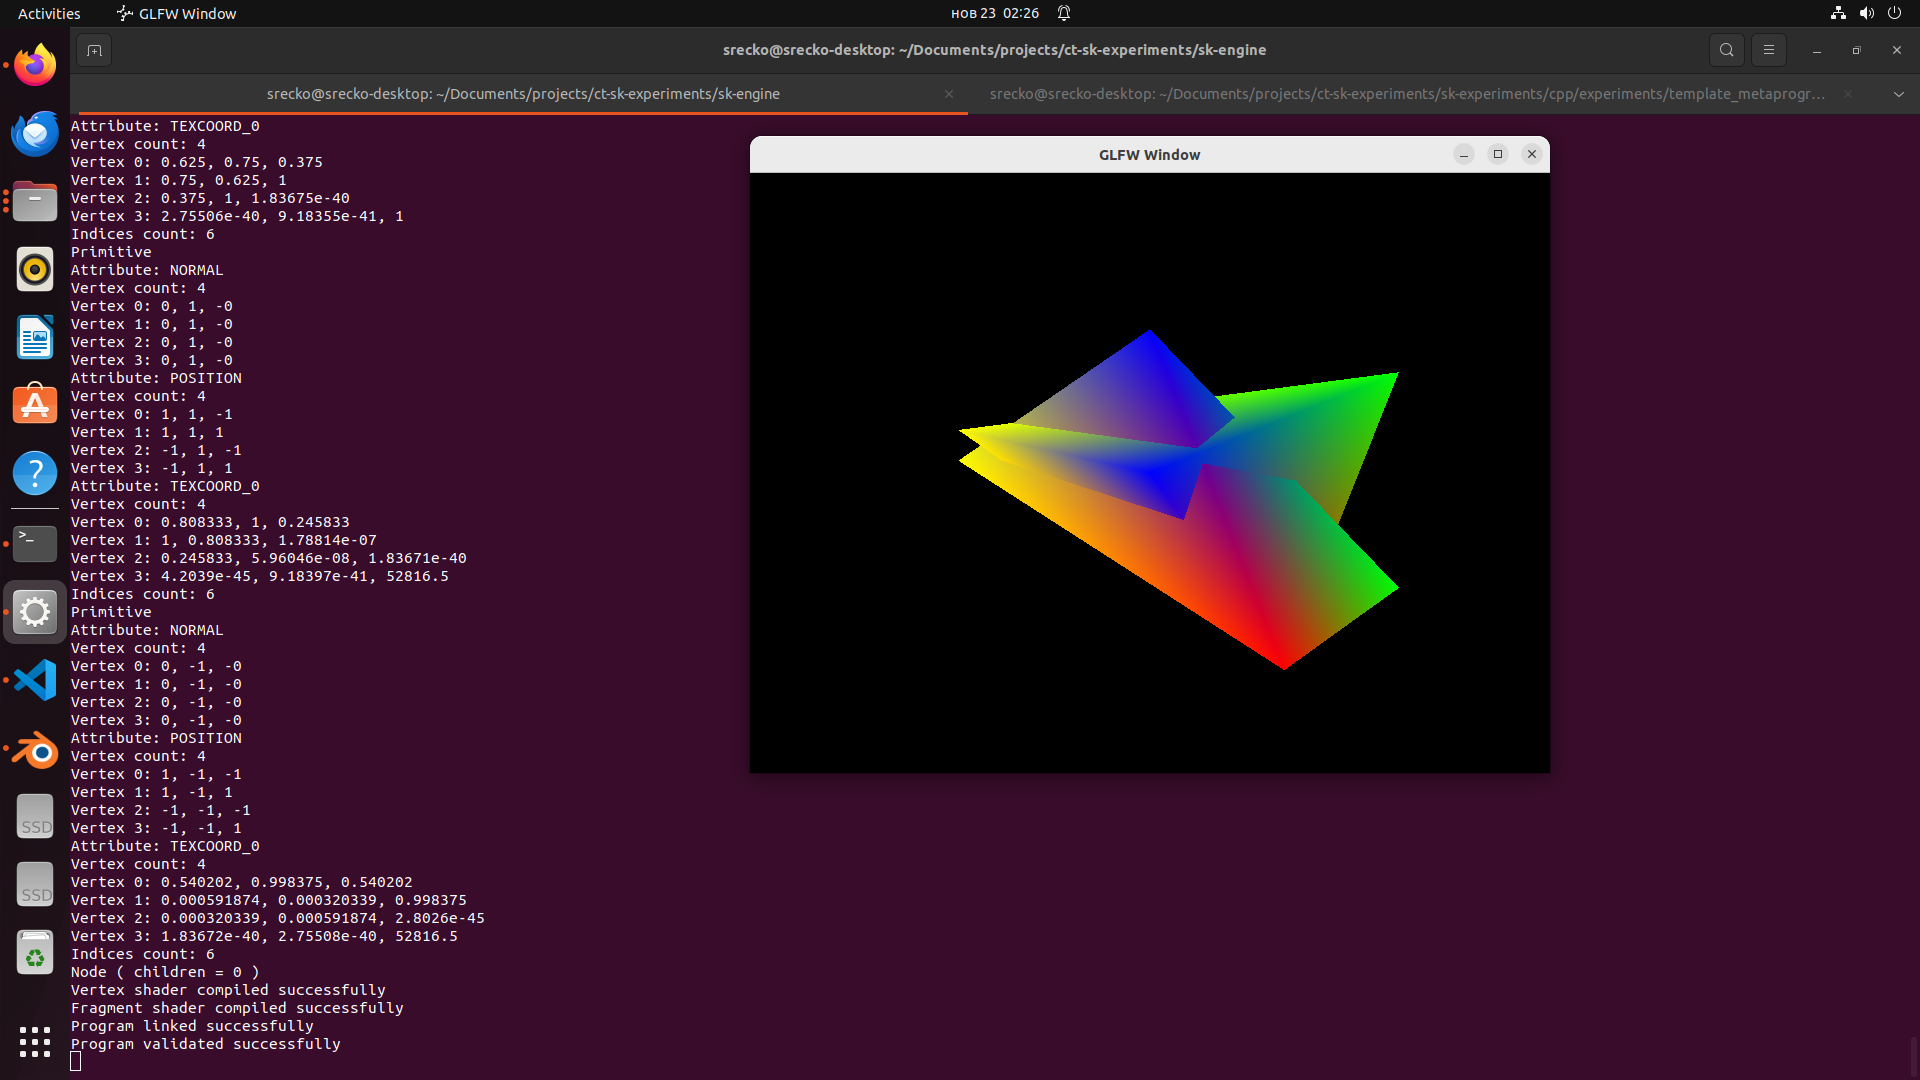 Activities
GLFW Window
нов 23 02:26
srecko@srecko-desktop: ~/Documents/projects/ct-sk-experiments/sk-engine
srecko@srecko-desktop: ~/Documents/projects/ct-sk-experiments/sk-engine
srecko@srecko-desktop: ~/Documents/projects/ct-sk-experiments/sk-experiments/cpp/experiments/template_metaprogr...
Attribute: TEXCOORD_0
Vertex count: 4
Vertex 0: 0.625, 0.75, 0.375
Vertex 1: 0.75, 0.625, 1
Vertex 2: 0.375, 1, 1.83675e-40
Vertex 3: 2.75506e-40, 9.18355e-41, 1
Indices count: 6
Primitive
Attribute: NORMAL
Vertex count: 4
Vertex 0: 0, 1, -0
Vertex 1: 0, 1, -0
Vertex 2: 0, 1, -0
Vertex 3: 0, 1, -0
Attribute: POSITION
Vertex count: 4
Vertex 0: 1, 1, -1
Vertex 1: 1, 1, 1
Vertex 2: -1, 1, -1
Vertex 3: -1, 1, 1
Attribute: TEXCOORD_0
Vertex count: 4
Vertex 0: 0.808333, 1, 0.245833
Vertex 1: 1, 0.808333, 1.78814e-07
Vertex 2: 0.245833, 5.96046e-08, 1.83671e-40
Vertex 3: 4.2039e-45, 9.18397e-41, 52816.5
Indices count: 6
Primitive
Attribute: NORMAL
Vertex count: 4
Vertex 0: 0, -1, -0
Vertex 1: 0, -1, -0
Vertex 2: 0, -1, -0
Vertex 3: 0, -1, -0
Attribute: POSITION
Vertex count: 4
Vertex 0: 1, -1, -1
Vertex 1: 1, -1, 1
Vertex 2: -1, -1, -1
Vertex 3: -1, -1, 1
Attribute: TEXCOORD_0
Vertex count: 4
Vertex 0: 0.540202, 0.998375, 0.540202
Vertex 1: 0.000591874, 0.000320339, 0.998375
Vertex 2: 0.000320339, 0.000591874, 2.8026e-45
Vertex 3: 1.83672e-40, 2.75508e-40, 52816.5
Indices count: 6
Node ( children = 0 )
Vertex shader compiled successfully
Fragment shader compiled successfully
Program linked successfully
Program validated successfully
GLFW Window
SSD
SSD